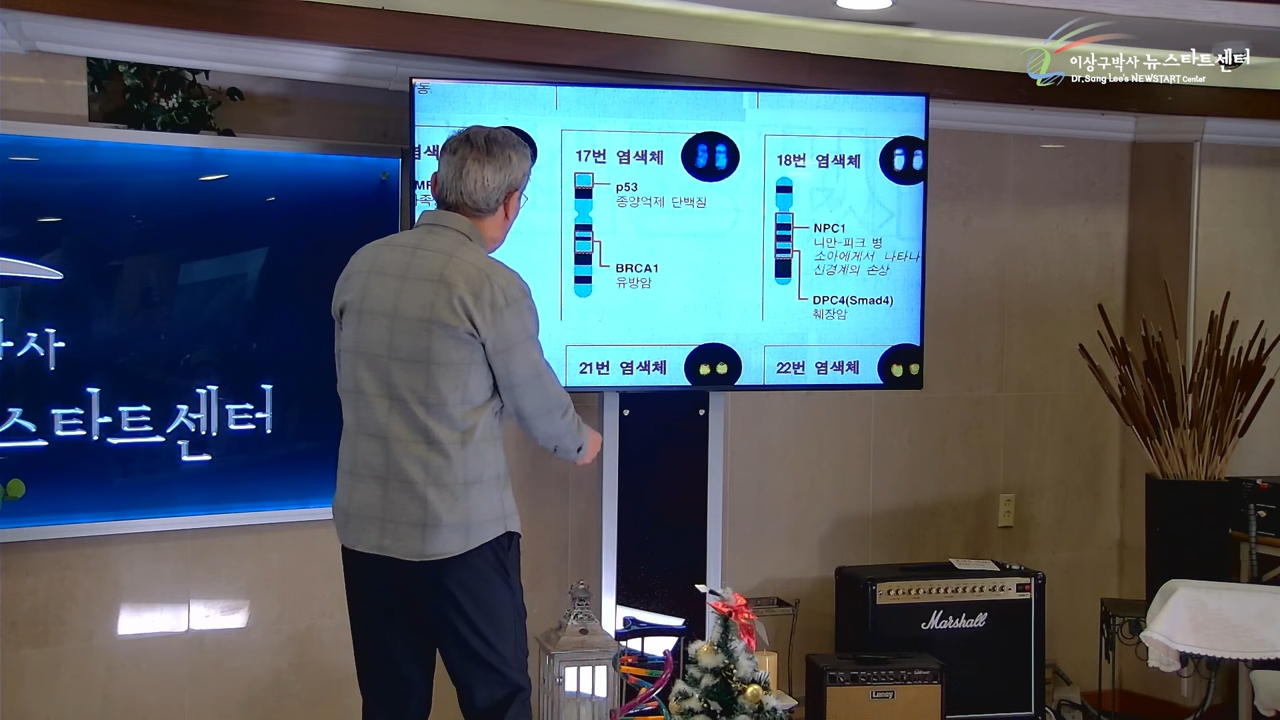 이상구박사 뉴스타트센터
Dr.Sang Lee's NEWSTART Center
17번 염색체
p53
종양억제 단백질
BRCA1
유방암
18번 염색체
NPC1
니만-피크 병
소아에게서 나타나
신경계의 손상
DPC4(Smad4)
췌장암
21번 염색체
22번 염색체
스타트센터
Marshall
Laney